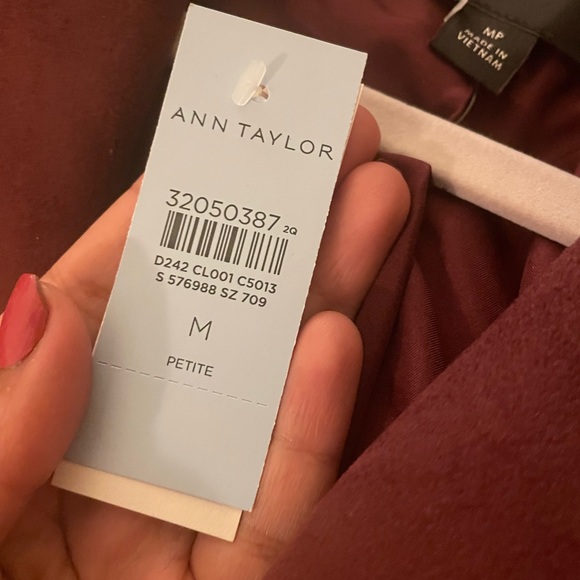 MP
MADE IN
VIETNAM
ANN TAYLOR
32050387 2Q
D242 CL001 C5013
S 576988 SZ 709
M
PETITE